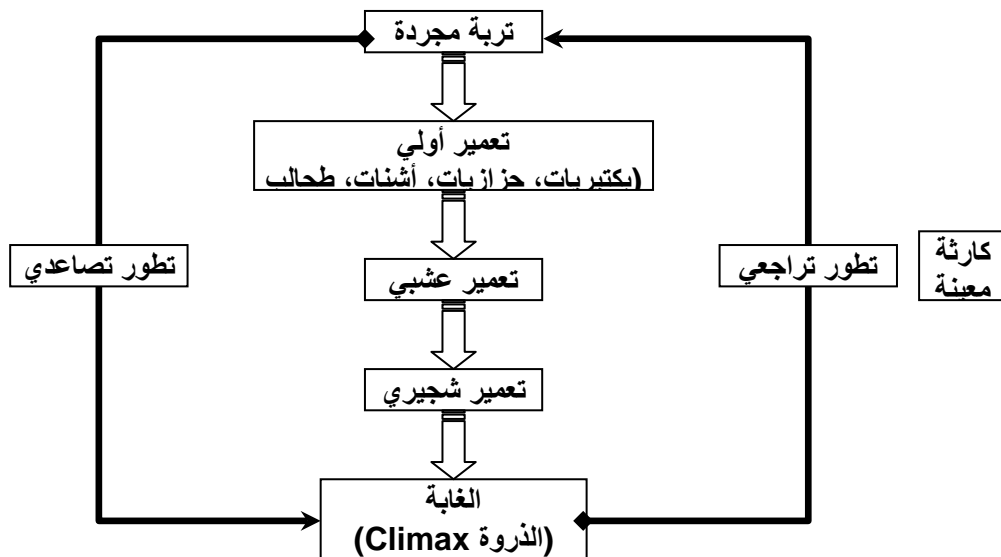 تربة مجردة
تعمير أولي
(بكتيريات، حزازيات، أشنات، طحالب
تطور تصاعدي
تطور تراجعي
كارثة
معينة
تعمير عشبي
تعمير شجيري
الغابة
(الذروة Climax)